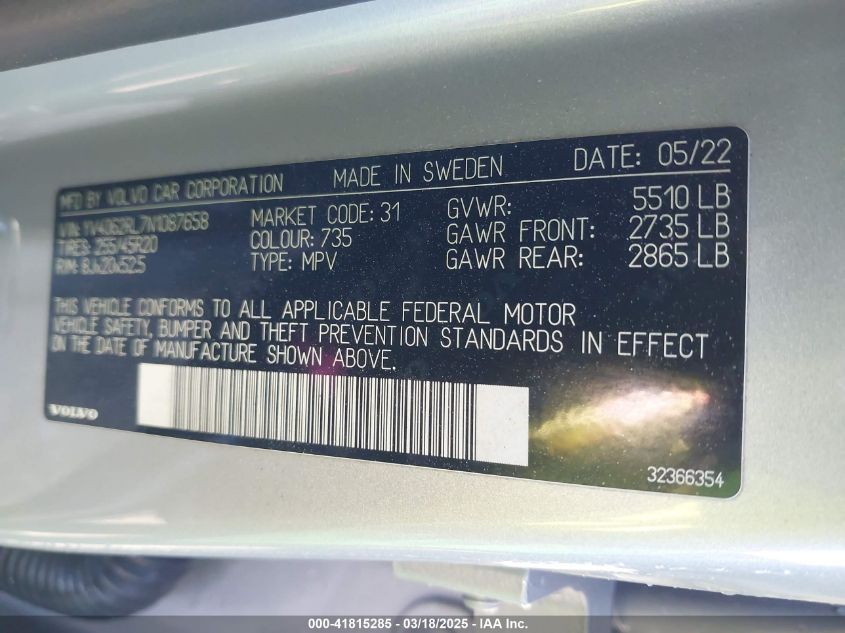 MFD BY VOLVO CAR CORPORATION MADE IN SWEDEN DATE: 05/22
VIN: MARKET CODE: 31 GVWR: 5510 LB
TIRES: 255/45R20 COLOUR: 735 GAWR FRONT: 2735 LB
RIM: 8Jx20x52.5 TYPE: MPV GAWR REAR: 2865 LB
THIS VEHICLE CONFORMS TO ALL APPLICABLE FEDERAL MOTOR
VEHICLE SAFETY, BUMPER AND THEFT PREVENTION STANDARDS IN EFFECT
ON THE DATE OF MANUFACTURE SHOWN ABOVE.
VOLVO
32366354
000-41815285 - 03/18/2025 - IAA Inc.